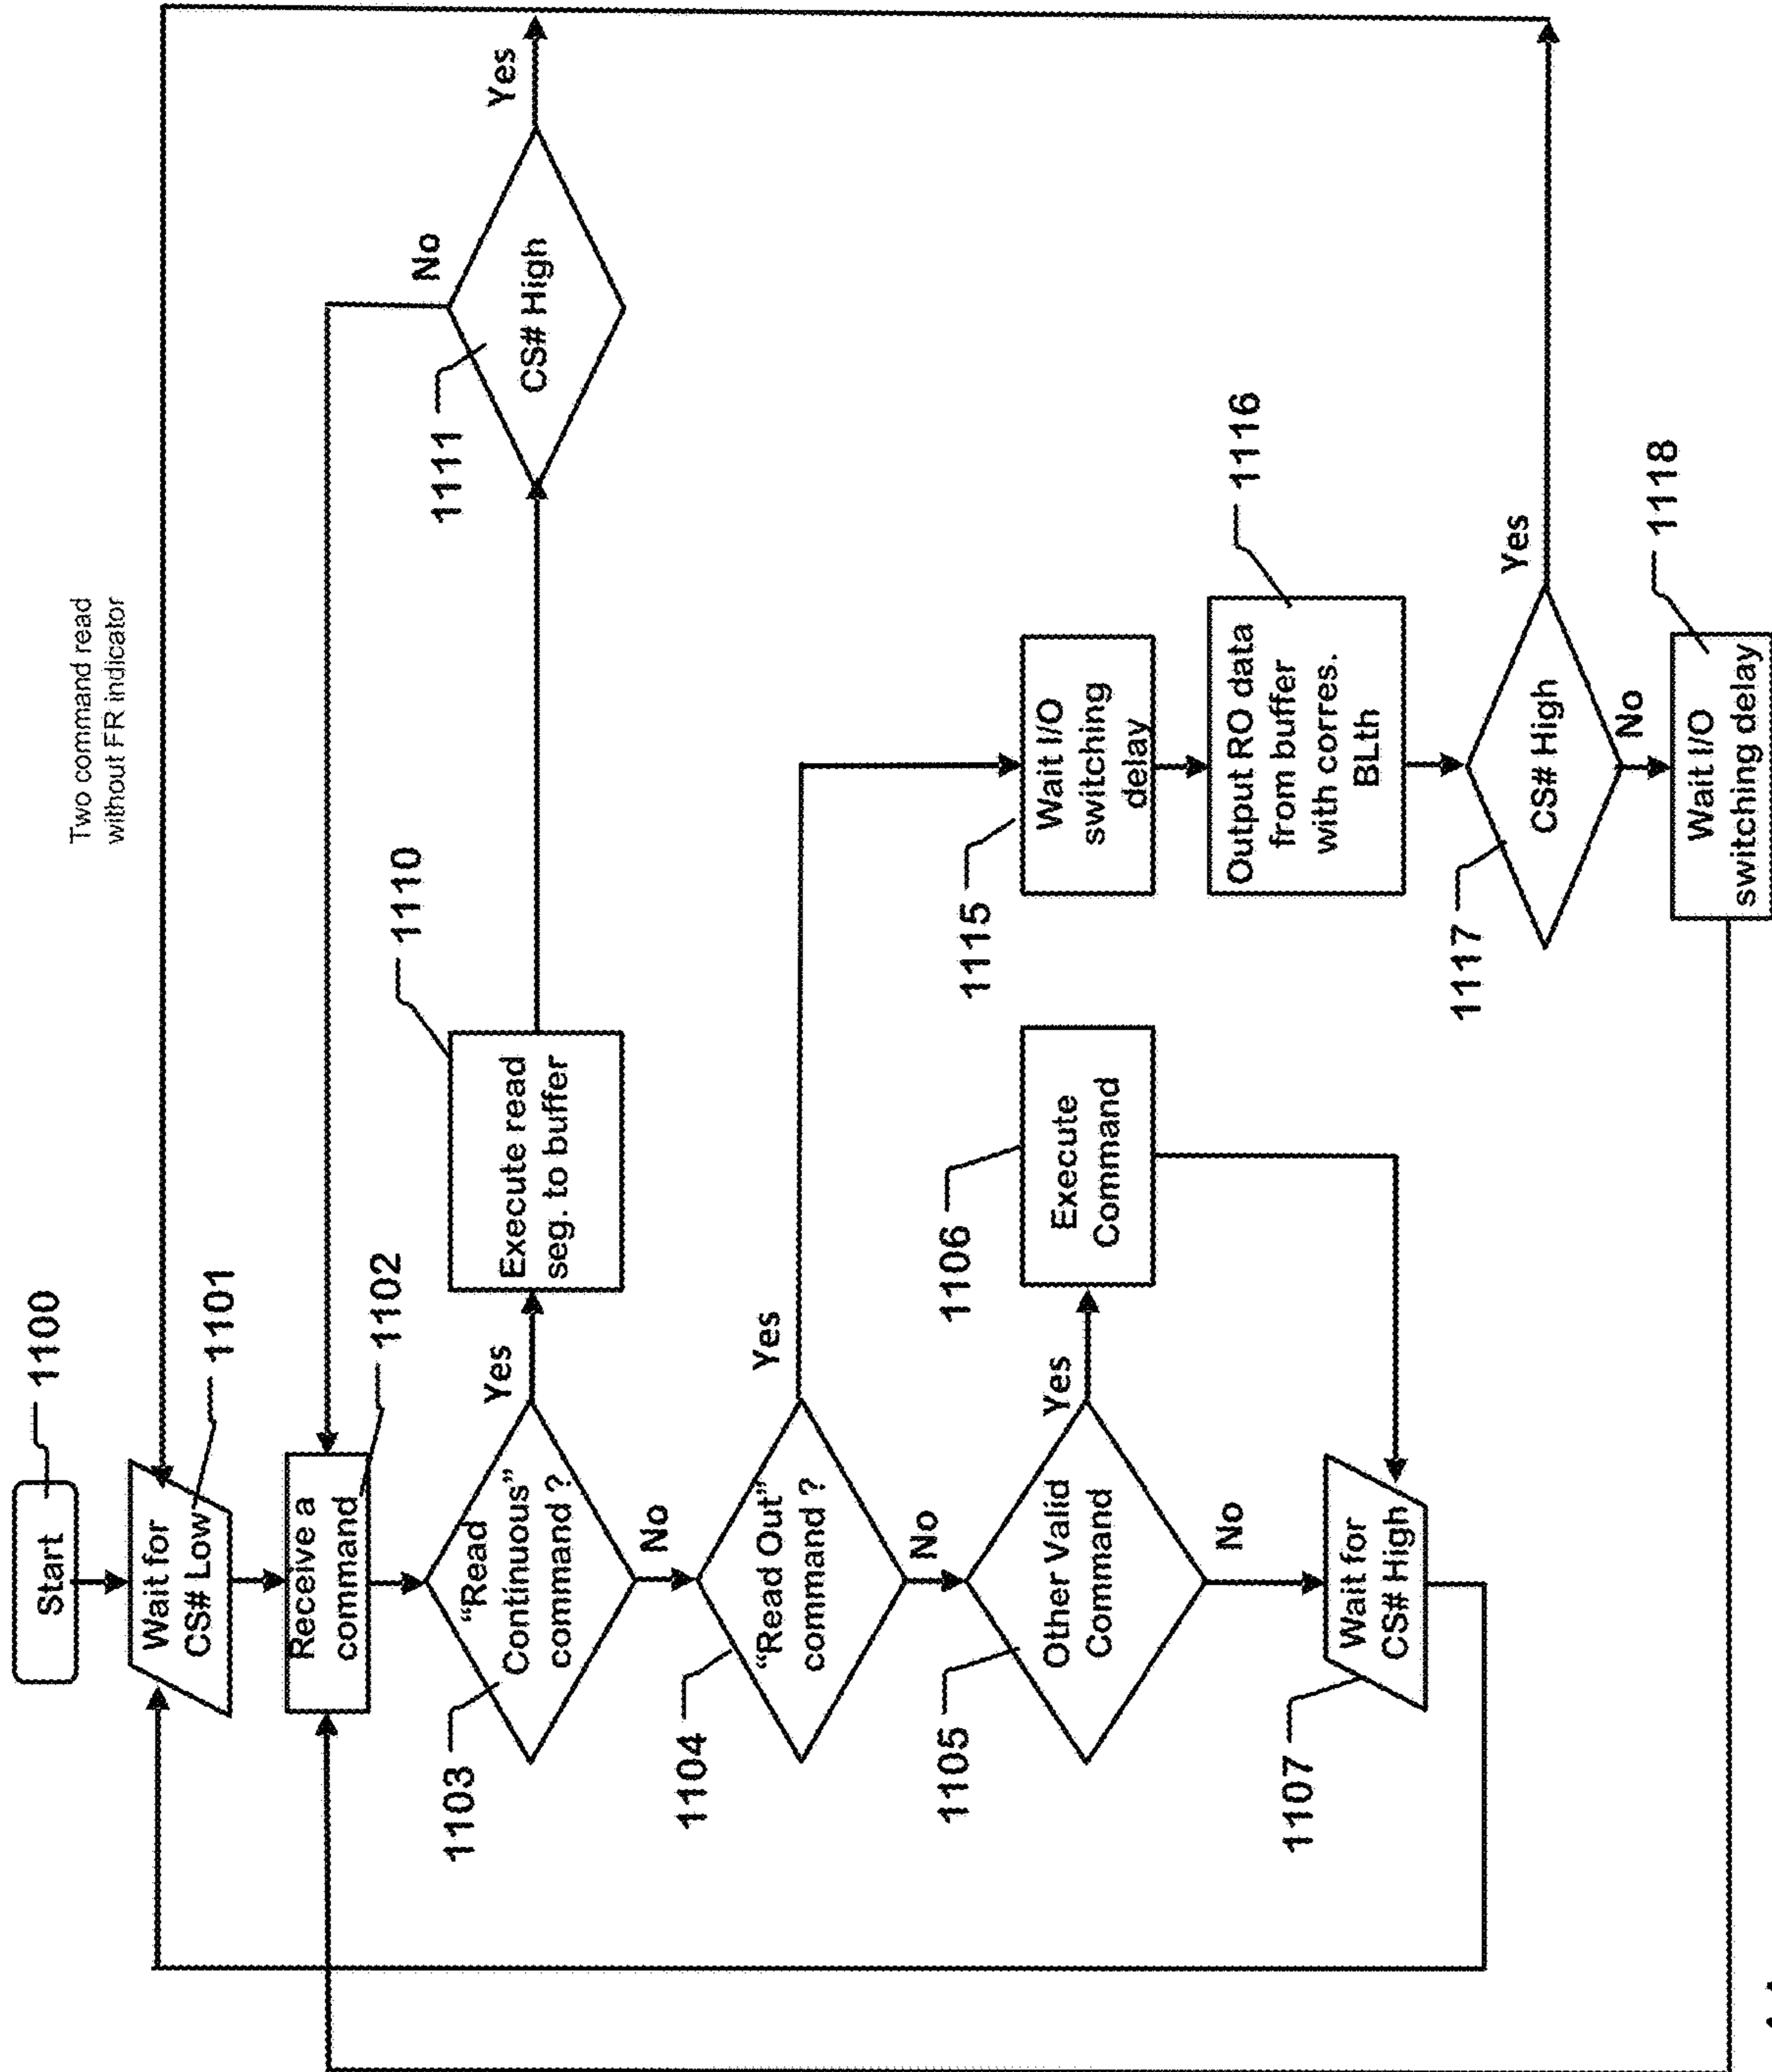 Two command read
without FR indicator
Start
1100
Wait for
CS# Low
1101
Receive a
command
1102
"Read
Continuous"
command ?
1103
Yes
No
Execute read
seg. to buffer
1110
CS# High
1111
No
Yes
"Read Out"
command ?
1104
Yes
No
Other Valid
Command
1105
Yes
No
Execute
Command
1106
Wait for
CS# High
1107
Wait I/O
switching
delay
1115
Output RO data
from buffer
with corres.
BLth
1116
CS# High
1117
Yes
No
Wait I/O
switching delay
1118